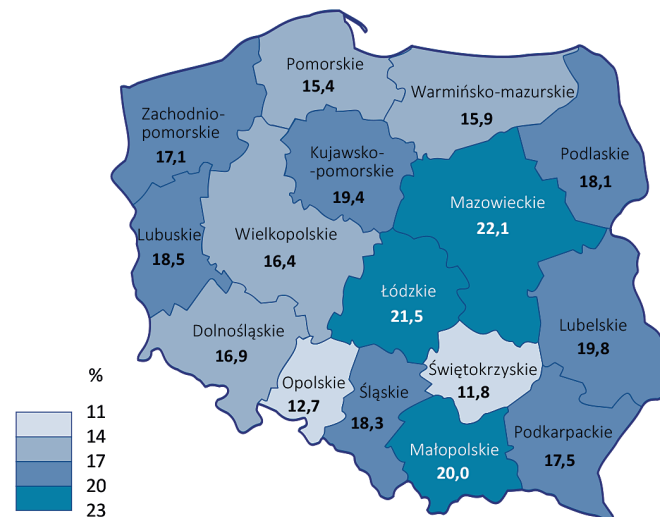 Pomorskie
15,4
Warmińsko-mazurskie
15,9
Zachodnio-
pomorskie
17,1
Kujawsko-
-pomorskie
19,4
Podlaskie
18,1
Mazowieckie
22,1
Lubuskie
18,5
Wielkopolskie
16,4
Łódzkie
21,5
Dolnośląskie
16,9
Lubelskie
19,8
Opolskie
12,7
Śląskie
18,3
Świętokrzyskie
11,8
Małopolskie
20,0
Podkarpackie
17,5
%
11
14
17
20
23